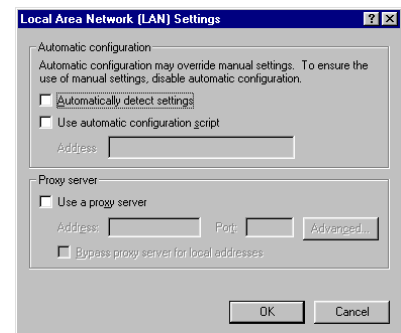 Local Area Network (LAN) Settings
Automatic configuration
Automatic configuration may override manual settings. To ensure the
use of manual settings, disable automatic configuration.
Automatically detect settings
Use automatic configuration script
Address
Proxy server
Use a proxy server
Address: Port: Advanced...
Bypass proxy server for local addresses
OK Cancel